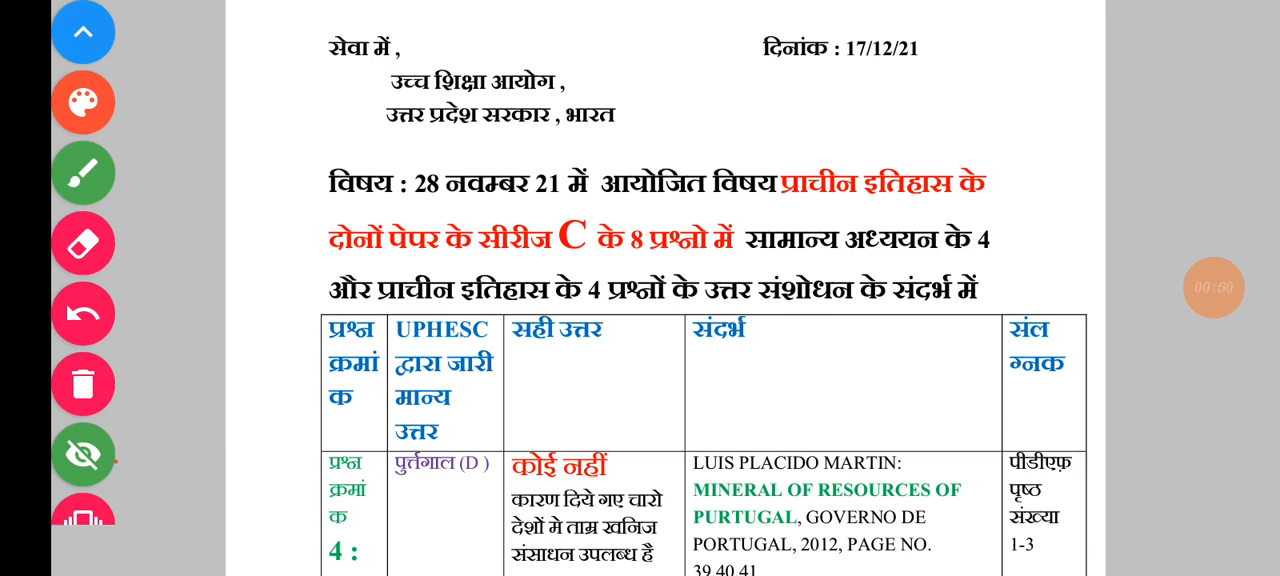 सेवा में , दिनांक : 17/12/21
उच्च शिक्षा आयोग ,
उत्तर प्रदेश सरकार , भारत
विषय : 28 नवम्बर 21 में आयोजित विषय प्राचीन इतिहास के
दोनों पेपर के सीरीज C के 8 प्रश्नो में सामान्य अध्ययन के 4
और प्राचीन इतिहास के 4 प्रश्नों के उत्तर संशोधन के संदर्भ में
प्रश्न
क्रमां
क
UPHESC
द्वारा जारी
मान्य
उत्तर
सही उत्तर
संदर्भ
संल
ग्नक
प्रश्न
क्रमां
क
4 :
पुर्त्तगाल (D )
कोई नहीं
कारण दिये गए चारो
देशों मे ताम्र खनिज
संसाधन उपलब्ध है
LUIS PLACIDO MARTIN:
MINERAL OF RESOURCES OF
PURTUGAL, GOVERNO DE
PORTUGAL, 2012, PAGE NO.
39,40,41
पीडीएफ़
पृष्ठ
संख्या
1-3
00:50